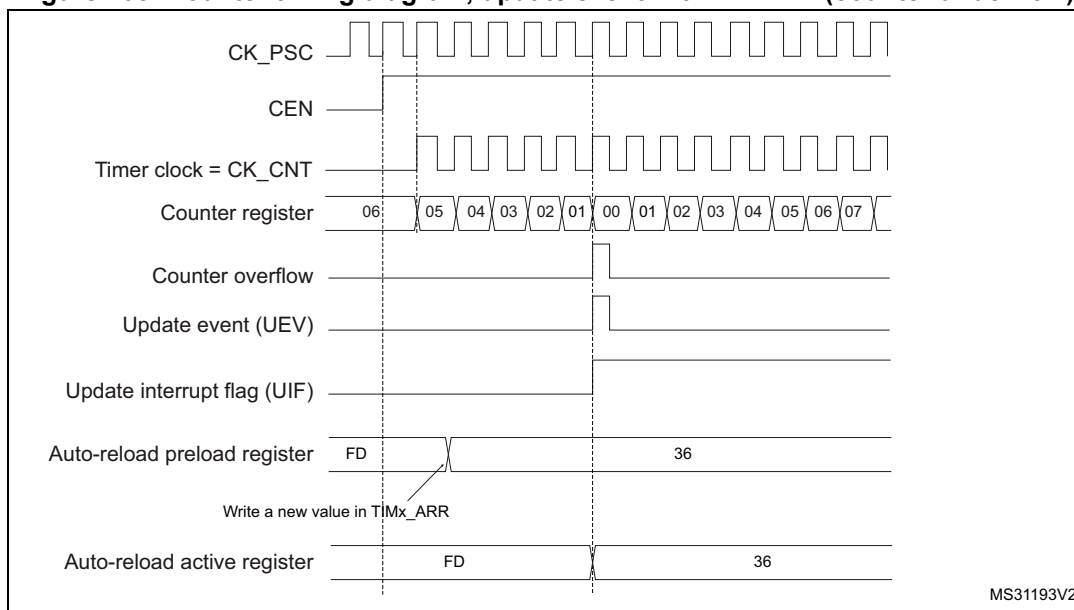 CK_PSC
CEN
Timer clock = CK_CNT
Counter register 06 05 04 03 02 01 00 01 02 03 04 05 06 07
Counter overflow
Update event (UEV)
Update interrupt flag (UIF)
Auto-reload preload register FD 36
Write a new value in TIMx_ARR
Auto-reload active register FD 36
MS31193V2